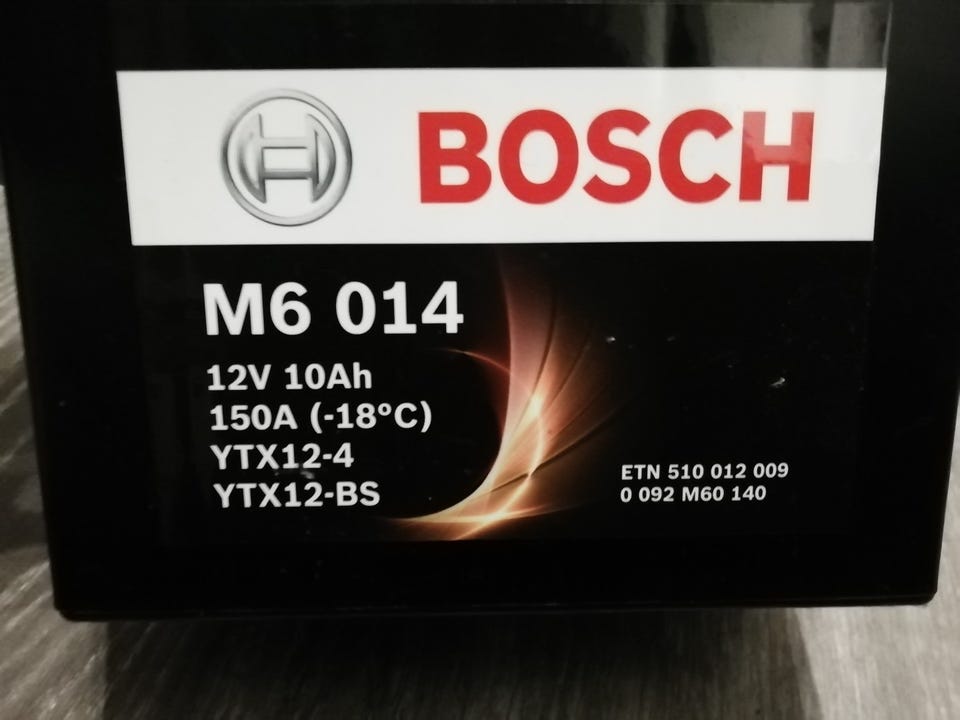 BOSCH
M6 014
12V 10Ah
150A (-18°C)
YTX12-4
YTX12-BS
ETN 510 012 009
0 092 M60 140